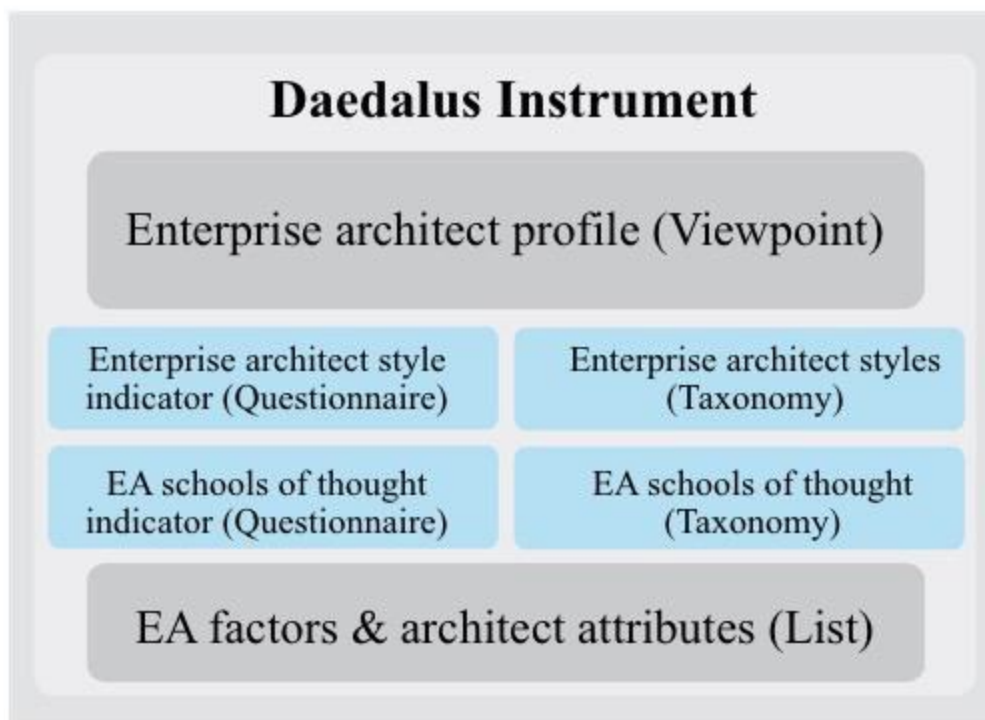 Daedalus Instrument
Enterprise architect profile (Viewpoint)
Enterprise architect style
indicator (Questionnaire)
Enterprise architect styles
(Taxonomy)
EA schools of thought
indicator (Questionnaire)
EA schools of thought
(Taxonomy)
EA factors & architect attributes (List)